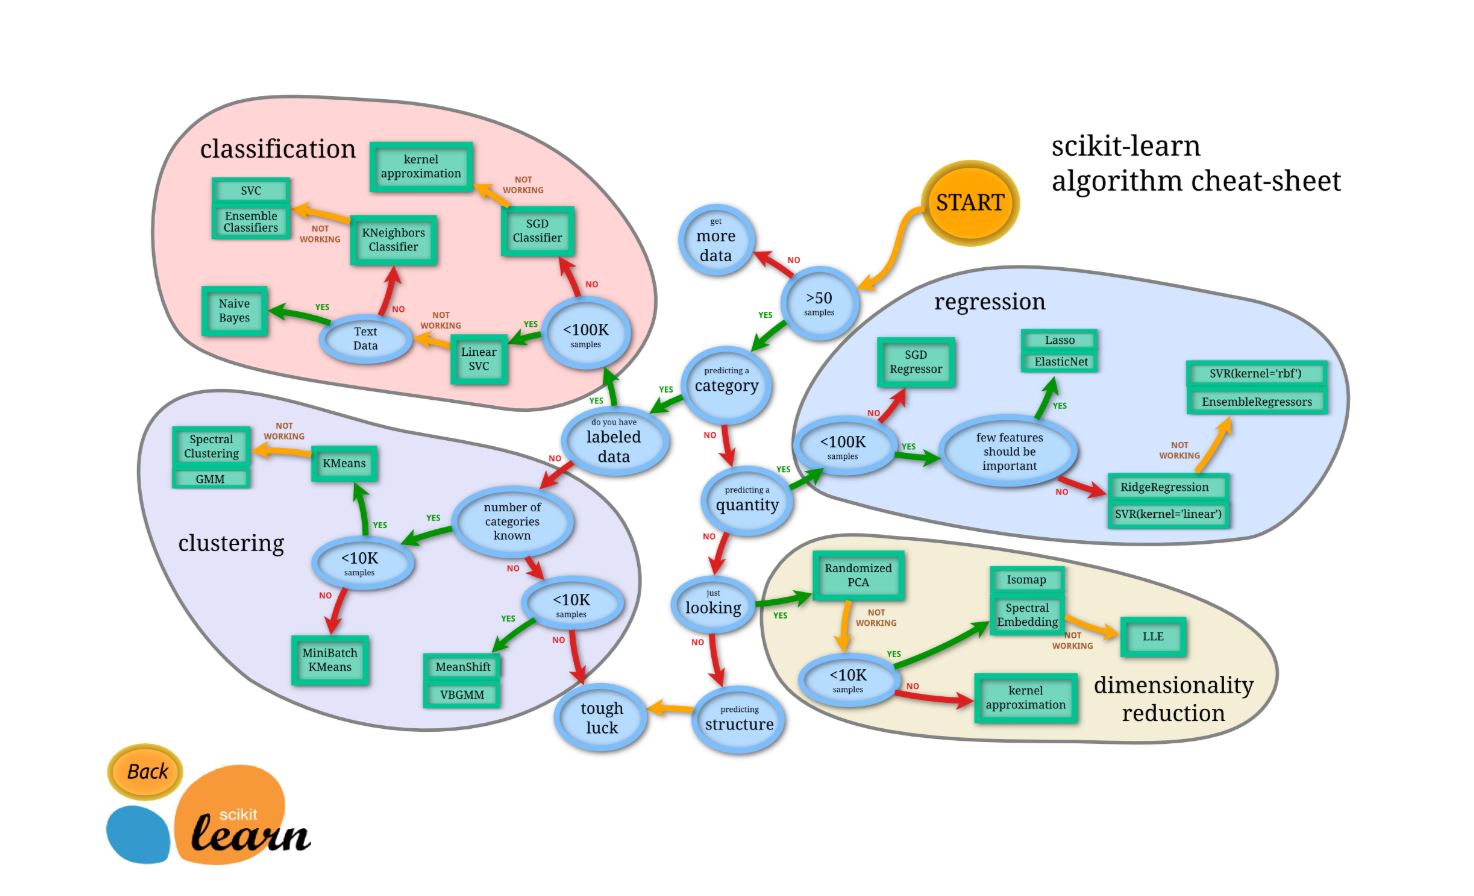 scikit-learn
algorithm cheat-sheet
START
classification
kernel
approximation
NOT
WORKING
SVC
Ensemble
Classifiers
NOT
WORKING
KNeighbors
Classifier
SGD
Classifier
NO
Naive
Bayes
YES
NO
Text
Data
NOT
WORKING
Linear
SVC
YES
<100K
samples
YES
get
more
data
NO
>50
samples
YES
predicting a
category
YES
do you have
labeled
data
NO
NO
predicting a
quantity
YES
NO
just
looking
YES
NO
predicting
structure
tough
luck
regression
SGD
Regressor
NO
<100K
samples
YES
Lasso
ElasticNet
YES
few features
should be
important
NO
SVR(kernel='rbf')
EnsembleRegressors
NOT
WORKING
RidgeRegression
SVR(kernel='linear')
clustering
Spectral
Clustering
GMM
NOT
WORKING
KMeans
YES
<10K
samples
YES
NO
MiniBatch
KMeans
number of
categories
known
NO
<10K
samples
YES
NO
MeanShift
VBGMM
Randomized
PCA
NOT
WORKING
<10K
samples
YES
NO
Isomap
Spectral
Embedding
NOT
WORKING
LLE
kernel
approximation
dimensionality
reduction
Back
scikit
learn